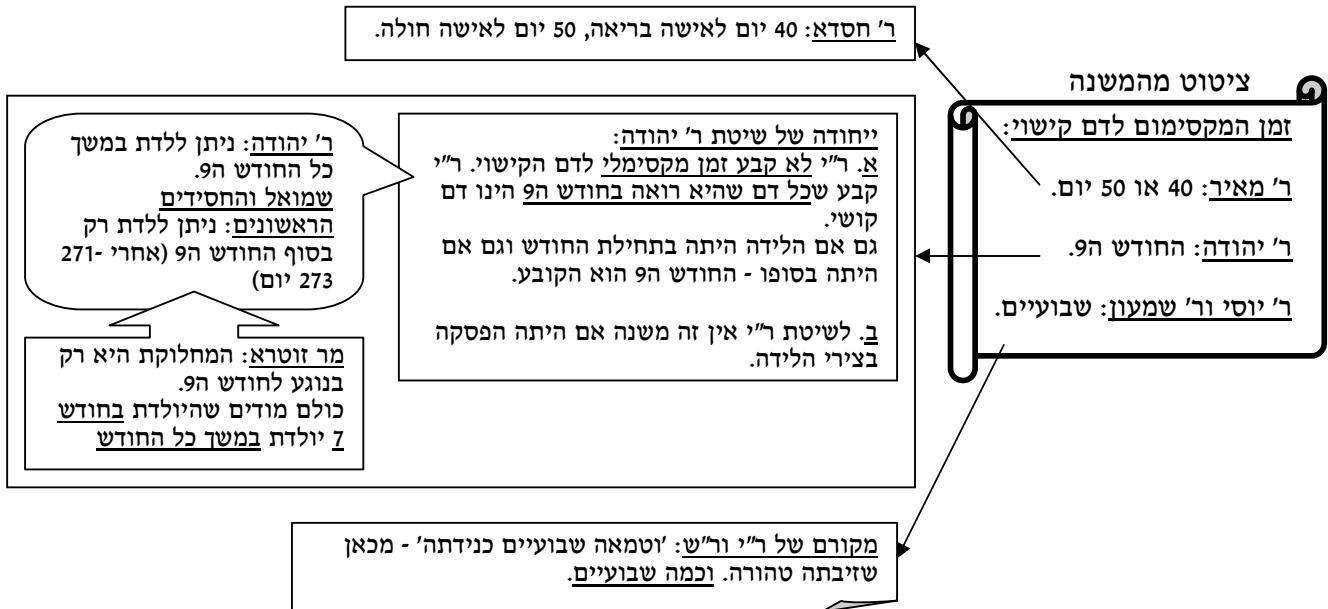 ר' חסדא: 40 יום לאישה בריאה, 50 יום לאישה חולה.
ציטוט מהמשנה
זמן המקסימום לדם קישוי:
ר' מאיר: 40 או 50 יום.
ר' יהודה: החודש ה9.
ר' יוסי ור' שמעון: שבועיים.
ייחודה של שיטת ר' יהודה:
א. ר"י לא קבע זמן מקסימלי לדם הקישוי. ר"י
קבע שכל דם שהיא רואה בחודש ה9 הינו דם
קושי.
גם אם הלידה היתה בתחילת החודש וגם אם
היתה בסופו - החודש ה9 הוא הקובע.
ב. לשיטת ר"י אין זה משנה אם היתה הפסקה
בצירי הלידה.
ר' יהודה: ניתן ללדת במשך
כל החודש ה9.
שמואל והחסידים
הראשונים: ניתן ללדת רק
בסוף החודש ה9 (אחרי 271-
273 יום)
מר זוטרא: המחלוקת היא רק
בנוגע לחודש ה9.
כולם מודים שהיולדת בחודש
7 יולדת במשך כל החודש
מקורם של ר"י ור"ש: 'וטמאה שבועיים כנידתה' - מכאן
שזיבתה טהורה. וכמה שבועיים.